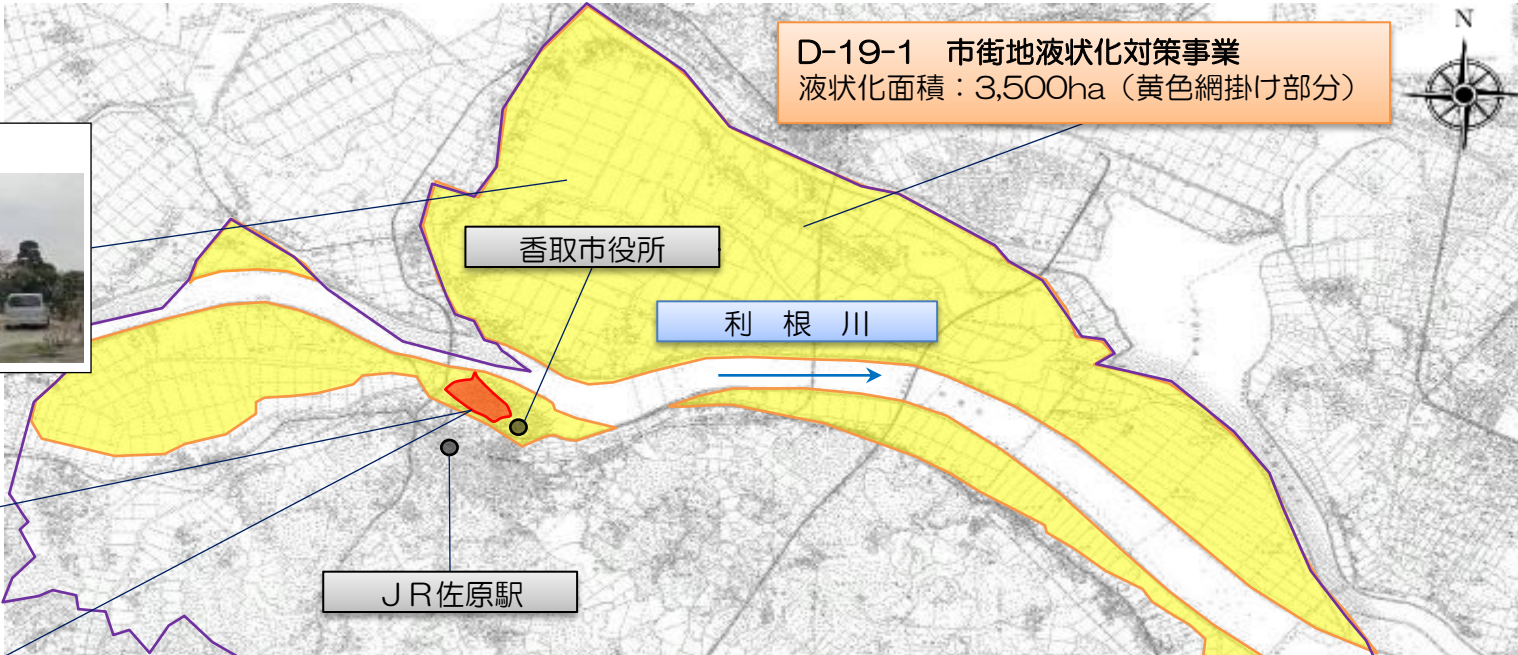 N
D-19-1 市街地液状化対策事業
液状化面積：3,500ha（黄色網掛け部分）
香取市役所
利 根 川
ＪＲ佐原駅